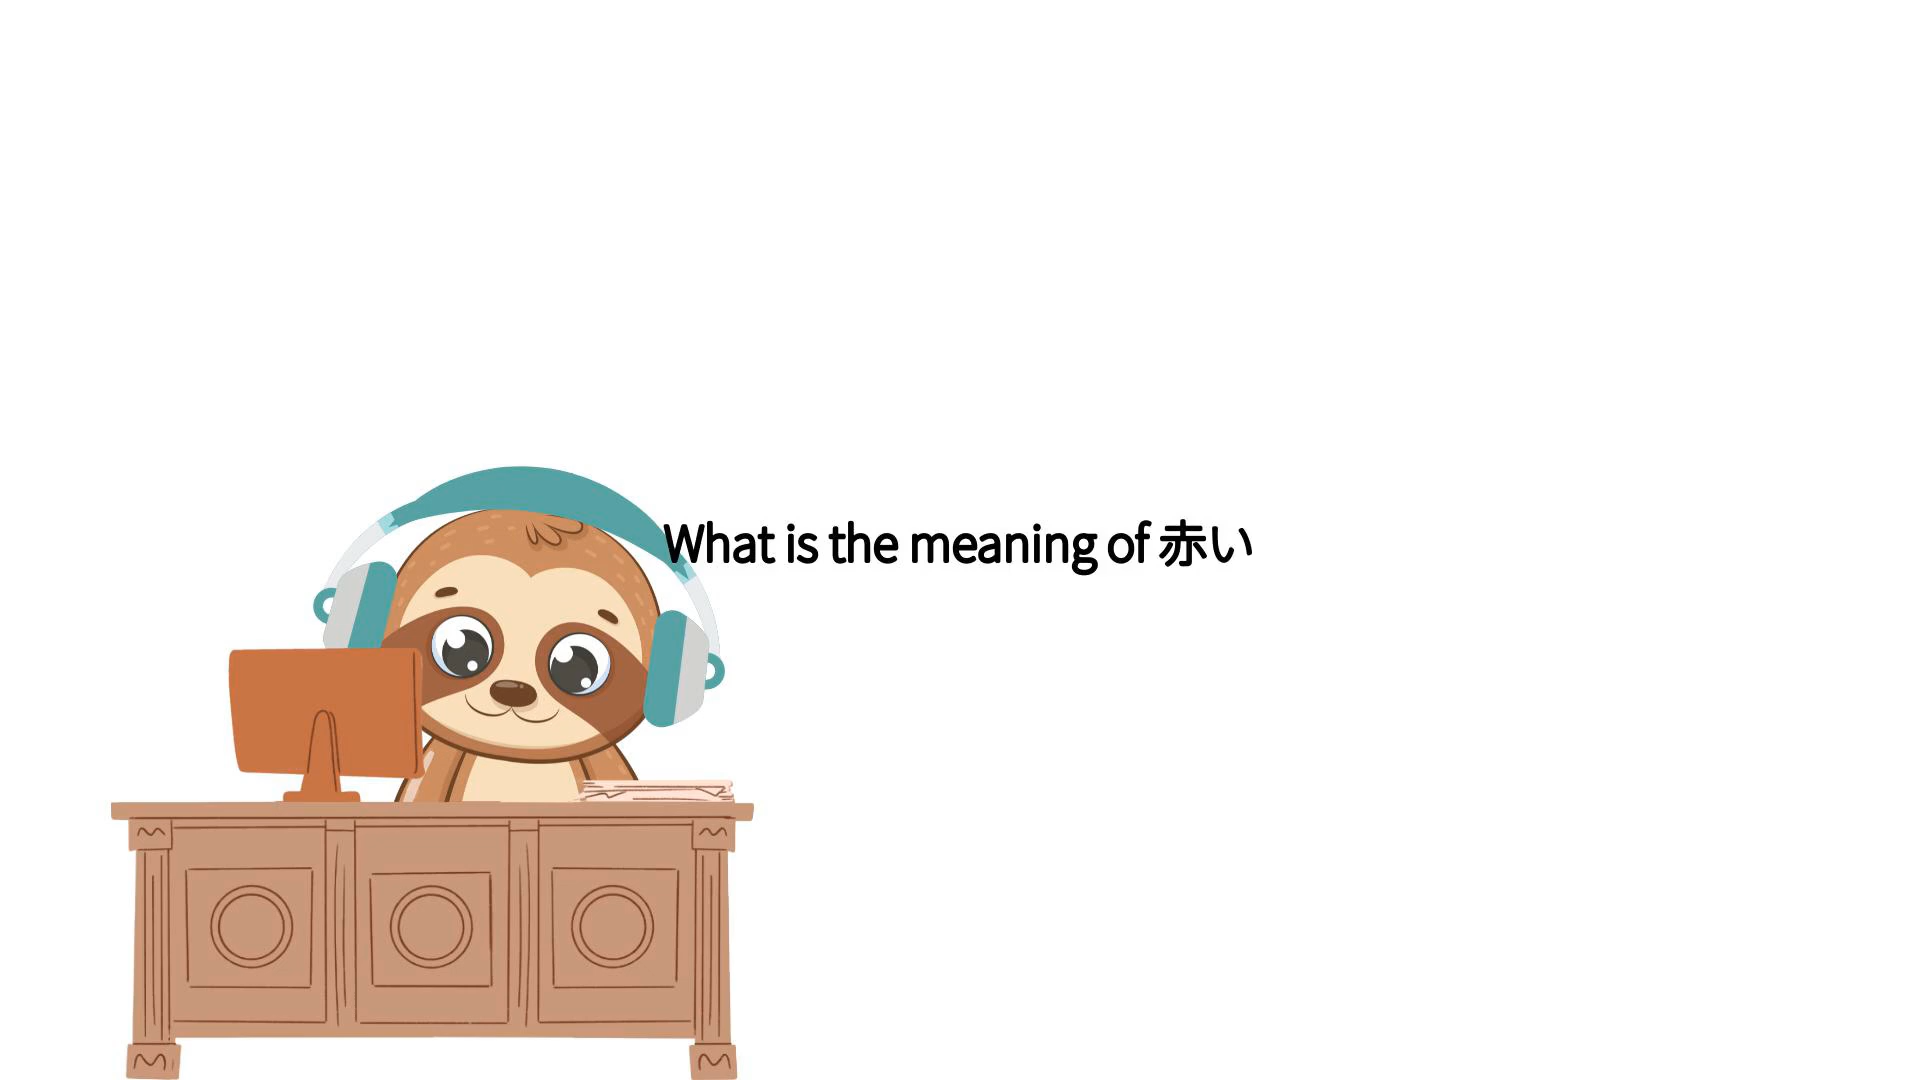 What is the meaning of 赤い